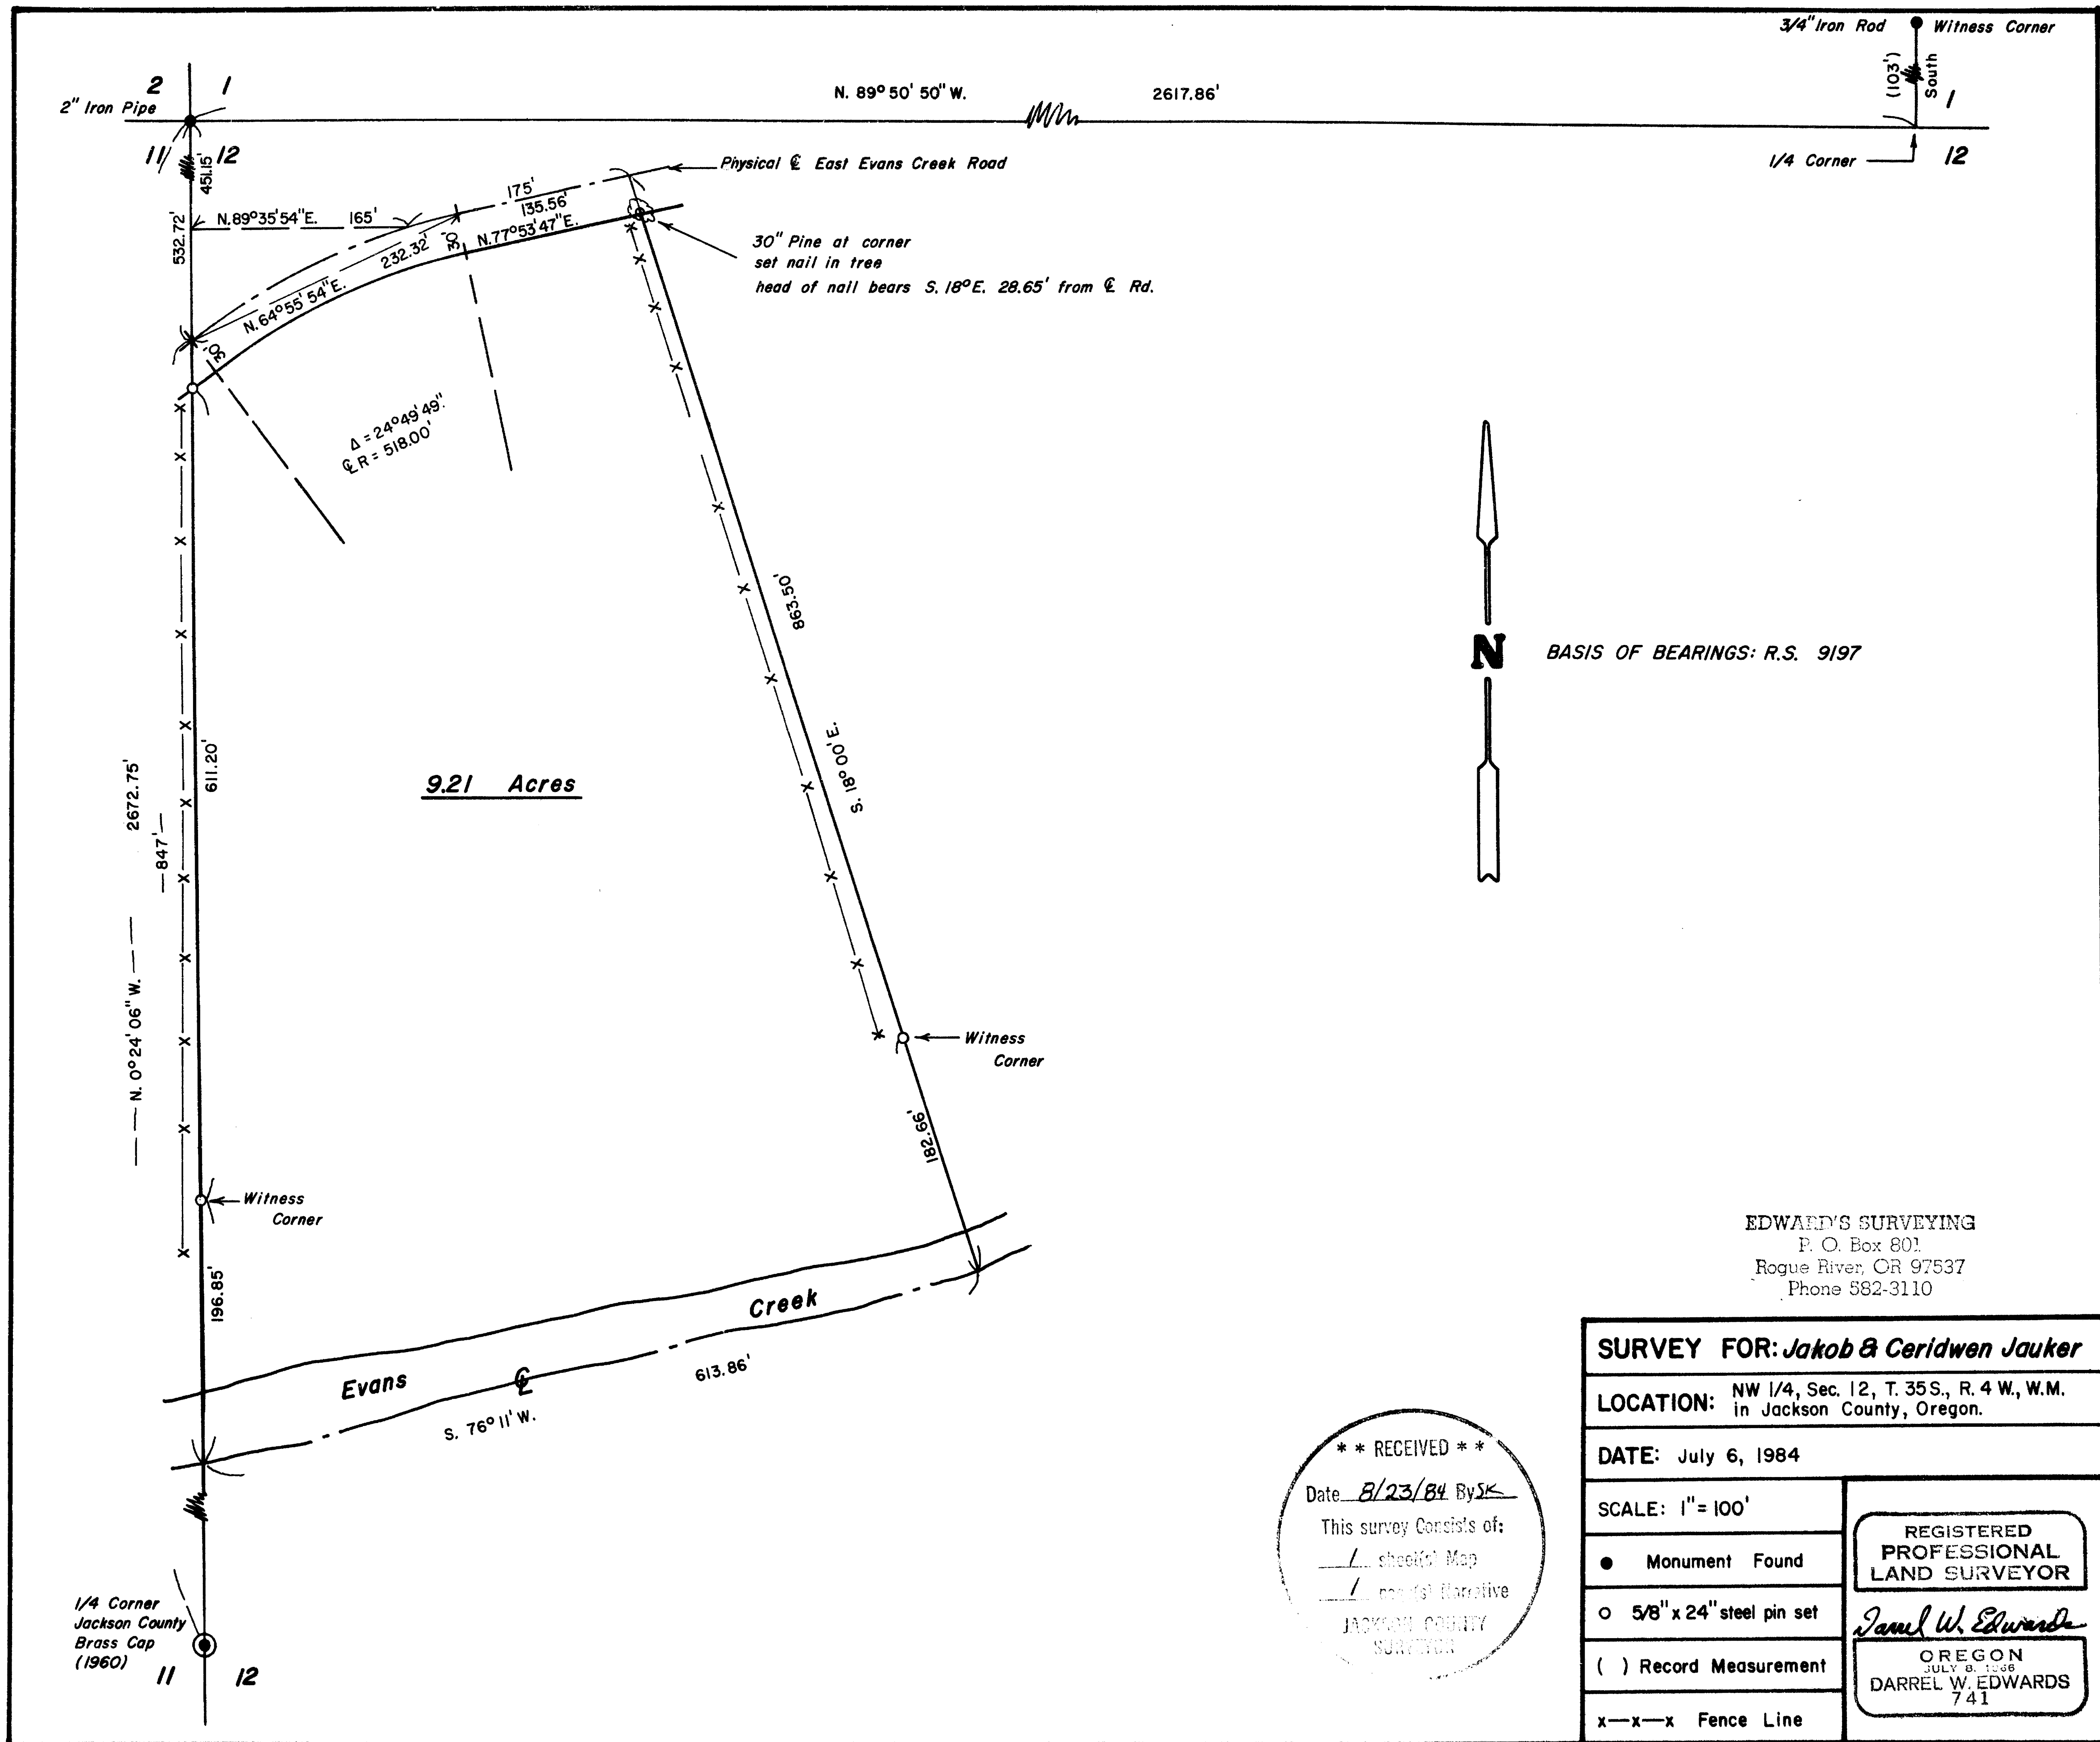 3/4" Iron Rod
Witness Corner
(103')
South
1
2
1
2" Iron Pipe
N. 89° 50' 50" W.
2617.86'
11
12
1/4 Corner
12
451.15'
532.72'
Physical ℄ East Evans Creek Road
175'
135.56'
N.89°35'54"E.
165'
N.77°53'47"E.
30'
232.32'
N.64°55'54"E.
30'
30" Pine at corner
set nail in tree
head of nail bears S. 18° E. 28.65' from ℄ Rd.
Δ = 24°49'49"
℄ R = 518.00'
863.50'
S. 18° 00' E.
N
BASIS OF BEARINGS: R.S. 9197
611.20'
2672.75'
847'
N. 0° 24' 06" W.
9.21 Acres
Witness
Corner
182.66'
Witness
Corner
196.85'
Evans
℄
Creek
613.86'
S. 76° 11' W.
1/4 Corner
Jackson County
Brass Cap
(1960)
11
12
EDWARD'S SURVEYING
P. O. Box 801
Rogue River, OR 97537
Phone 582-3110
* * RECEIVED * *
Date 8/23/84 By SK
This survey Consists of:
1 sheet(s) Map
1 page(s) Narrative
JACKSON COUNTY
SURVEYOR
SURVEY FOR: Jakob & Ceridwen Jauker
LOCATION: NW 1/4, Sec. 12, T. 35 S., R. 4 W., W.M.
in Jackson County, Oregon.
DATE: July 6, 1984
SCALE: 1" = 100'
● Monument Found
○ 5/8" x 24" steel pin set
( ) Record Measurement
x—x—x Fence Line
REGISTERED
PROFESSIONAL
LAND SURVEYOR
Darrel W. Edwards
OREGON
JULY 8, 1966
DARREL W. EDWARDS
741